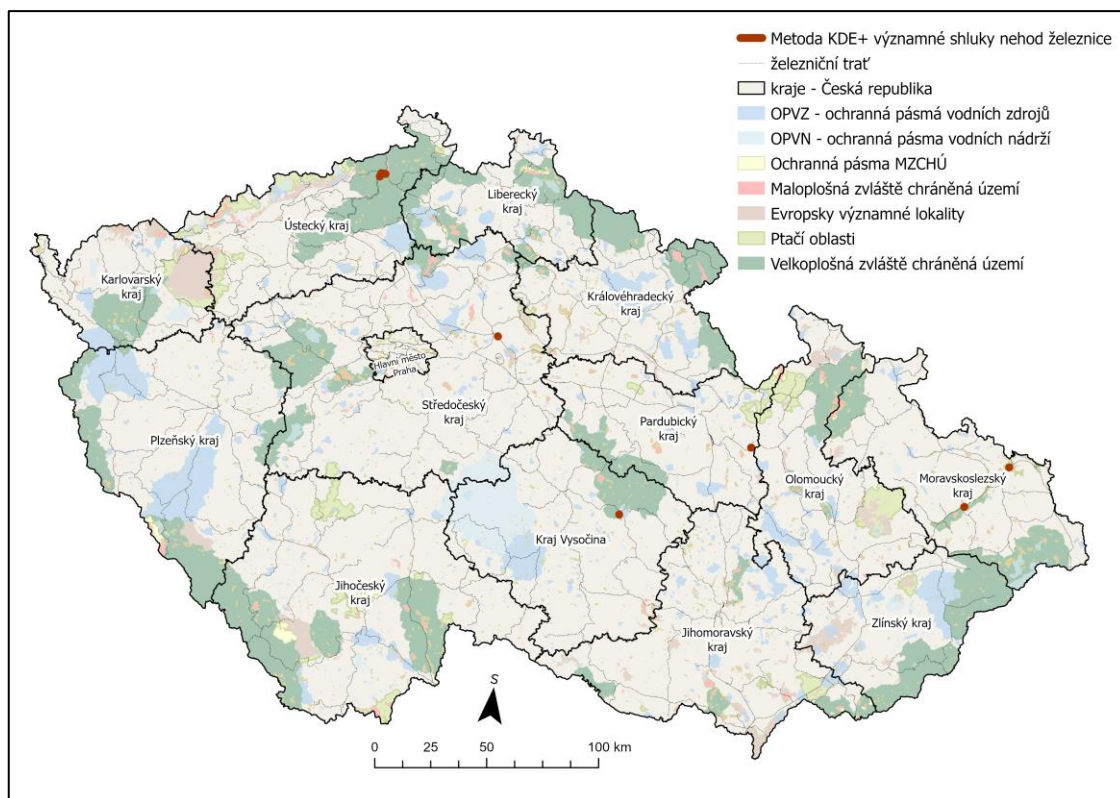 Metoda KDE+ významné shluky nehod železnice
železniční trať
kraje - Česká republika
OPVZ - ochranná pásmá vodních zdrojů
OPVN - ochranná pásma vodních nádrží
Ochranná pásma MZCHÚ
Maloplošná zvláště chráněná území
Evropsky významné lokality
Ptačí oblasti
Velkoplošná zvláště chráněná území
Liberecký
kraj
Ústecký kraj
Karlovarský
kraj
Královéhradecký
kraj
Hlavní město
Praha
Středočeský
kraj
Pardubický
kraj
Plzeňský kraj
Olomoucký
kraj
Moravskoslezský
kraj
Kraj Vysočina
Jihočeský
kraj
Zlínský kraj
Jihomoravský
kraj
S
0 25 50 100 km